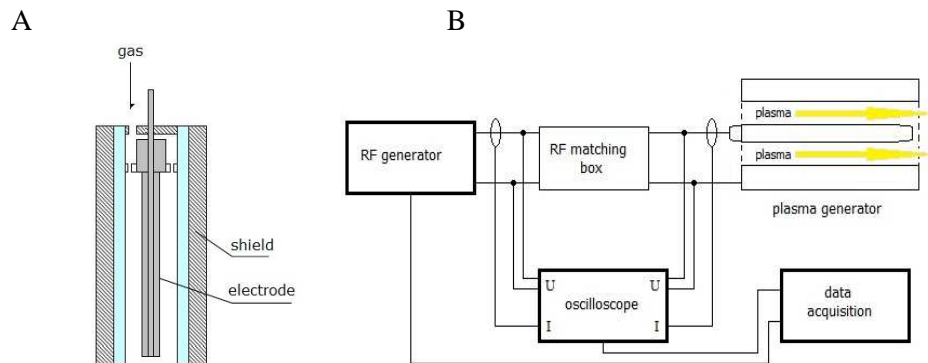 A
B
gas
shield
electrode
RF generator
RF matching
box
plasma
plasma
plasma generator
U
U
oscilloscope
I
I
data
acquisition